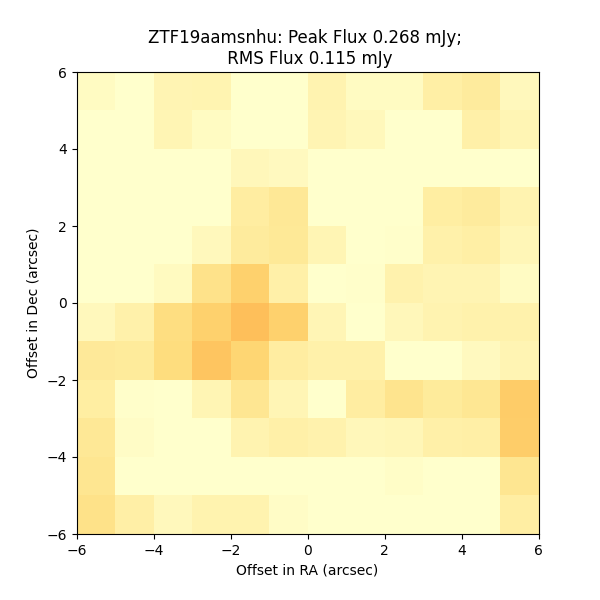 ZTF19aamsnhu: Peak Flux 0.268 mJy;
RMS Flux 0.115 mJy
6
4
2
0
−2
−4
−6
Offset in Dec (arcsec)
−6 −4 −2 0 2 4 6
Offset in RA (arcsec)